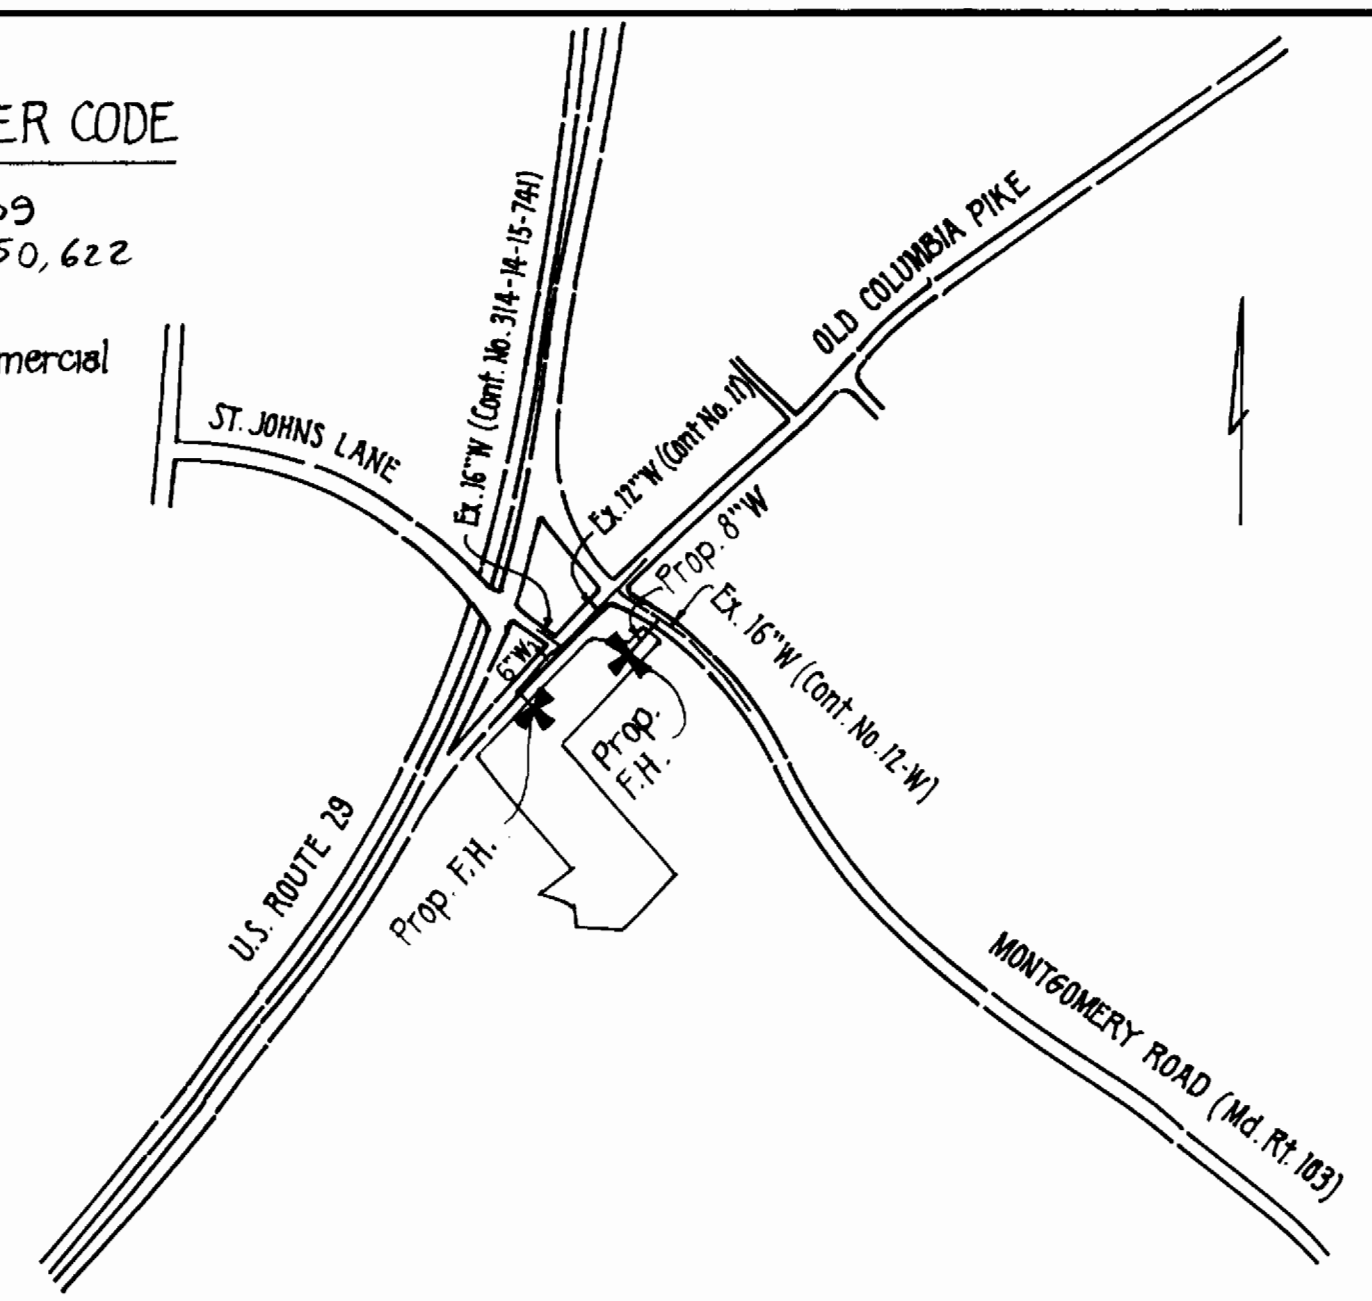 ER CODE
69
50,622
mercial
ST. JOHNS LANE
Ex. 16"W (Cont. No. 314-14-15-741)
OLD COLUMBIA PIKE
Ex. 12"W (Cont No. 17)
Prop. 8"W
Ex. 16"W (Cont. No. 12-W)
6"W
Prop.
F.H.
Prop. F.H.
U.S. ROUTE 29
MONTGOMERY ROAD (Md. Rt. 103)